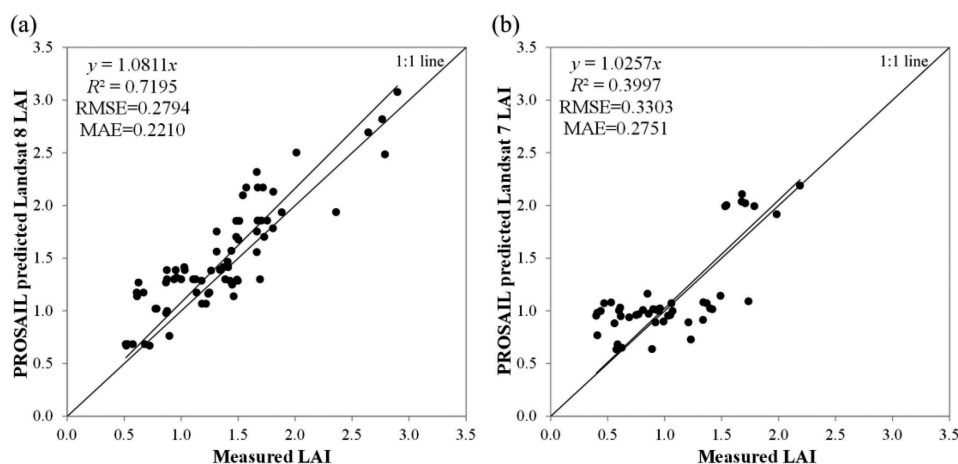 (a)
y = 1.0811x
R² = 0.7195
RMSE=0.2794
MAE=0.2210
1:1 line
PROSAIL predicted Landsat 8 LAI
3.5
3.0
2.5
2.0
1.5
1.0
0.5
0.0
0.0 0.5 1.0 1.5 2.0 2.5 3.0 3.5
Measured LAI
(b)
y = 1.0257x
R² = 0.3997
RMSE=0.3303
MAE=0.2751
1:1 line
PROSAIL predicted Landsat 7 LAI
3.5
3.0
2.5
2.0
1.5
1.0
0.5
0.0
0.0 0.5 1.0 1.5 2.0 2.5 3.0 3.5
Measured LAI